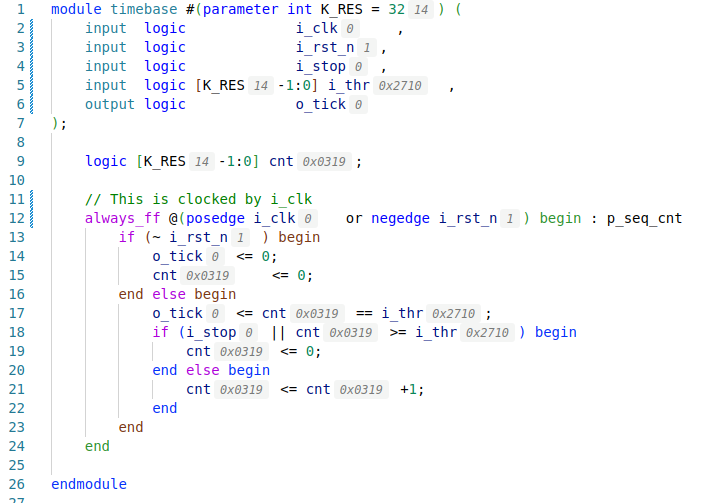 1 module timebase #(parameter int K_RES = 32 14 ) (
2 input logic i_clk 0 ,
3 input logic i_rst_n 1 ,
4 input logic i_stop 0 ,
5 input logic [K_RES 14 -1:0] i_thr 0x2710 ,
6 output logic o_tick 0
7 );
8
9 logic [K_RES 14 -1:0] cnt 0x0319 ;
10
11 // This is clocked by i_clk
12 always_ff @(posedge i_clk 0 or negedge i_rst_n 1 ) begin : p_seq_cnt
13 if (~ i_rst_n 1 ) begin
14 o_tick 0 <= 0;
15 cnt 0x0319 <= 0;
16 end else begin
17 o_tick 0 <= cnt 0x0319 == i_thr 0x2710 ;
18 if (i_stop 0 || cnt 0x0319 >= i_thr 0x2710 ) begin
19 cnt 0x0319 <= 0;
20 end else begin
21 cnt 0x0319 <= cnt 0x0319 +1;
22 end
23 end
24 end
25
26 endmodule
27